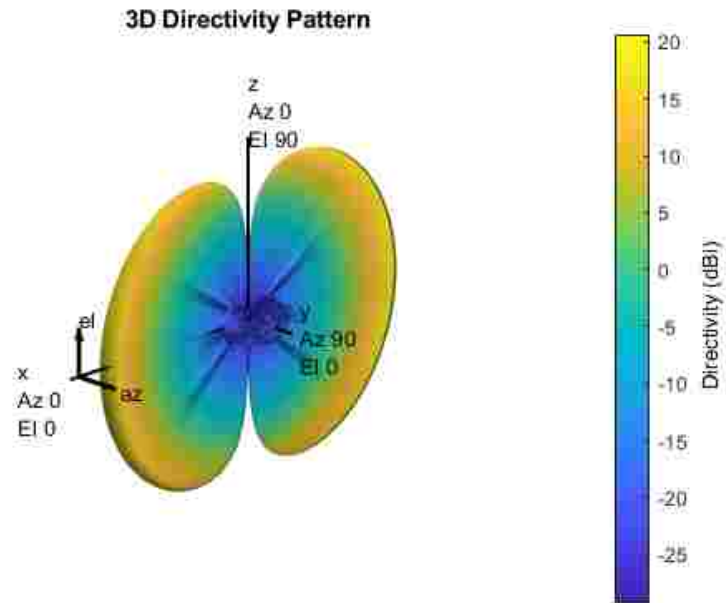 3D Directivity Pattern
z
Az 0
El 90
y
Az 90
El 0
el
az
x
Az 0
El 0
20
15
10
5
0
-5
-10
-15
-20
-25
Directivity (dBi)